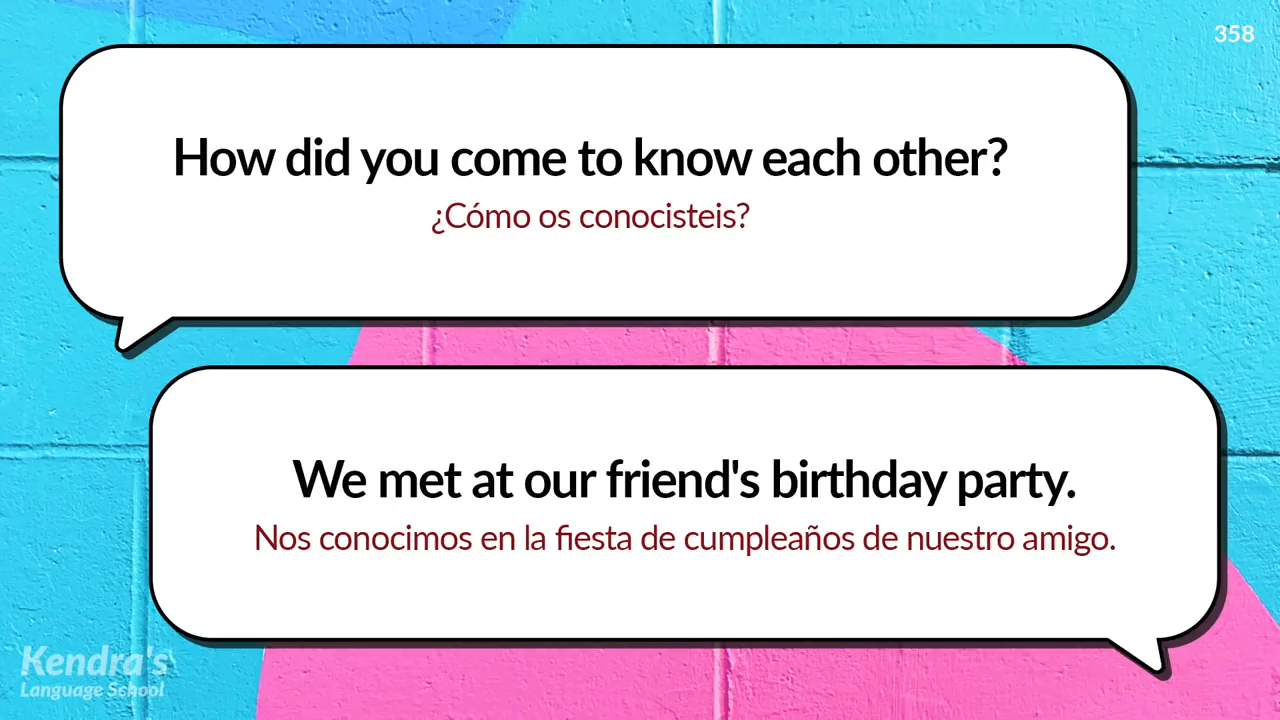 358
How did you come to know each other?
¿Cómo os conocisteis?
We met at our friend's birthday party.
Nos conocimos en la fiesta de cumpleaños de nuestro amigo.
Kendra's
Language School